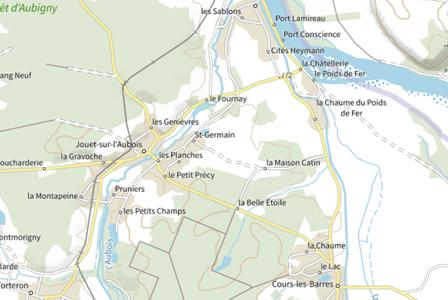 les Sablons
êt d'Aubigny
Port Lamireau
Port Conscience
Cités Heymann
la Châtellerie
le Poids de Fer
ang Neuf
le Fournay
la Chaume du Poids
de Fer
les Genièvres
St-Germain
Jouet-sur-l'Aubois
oucharderie
la Gravoche
les Planches
la Maison Catin
le Petit Précy
Pruniers
la Montapeine
les Petits Champs
la Belle Étoile
ontmorigny
l'Aubois
la Chaume
larde
le Lac
Torteron
Cours-les-Barres